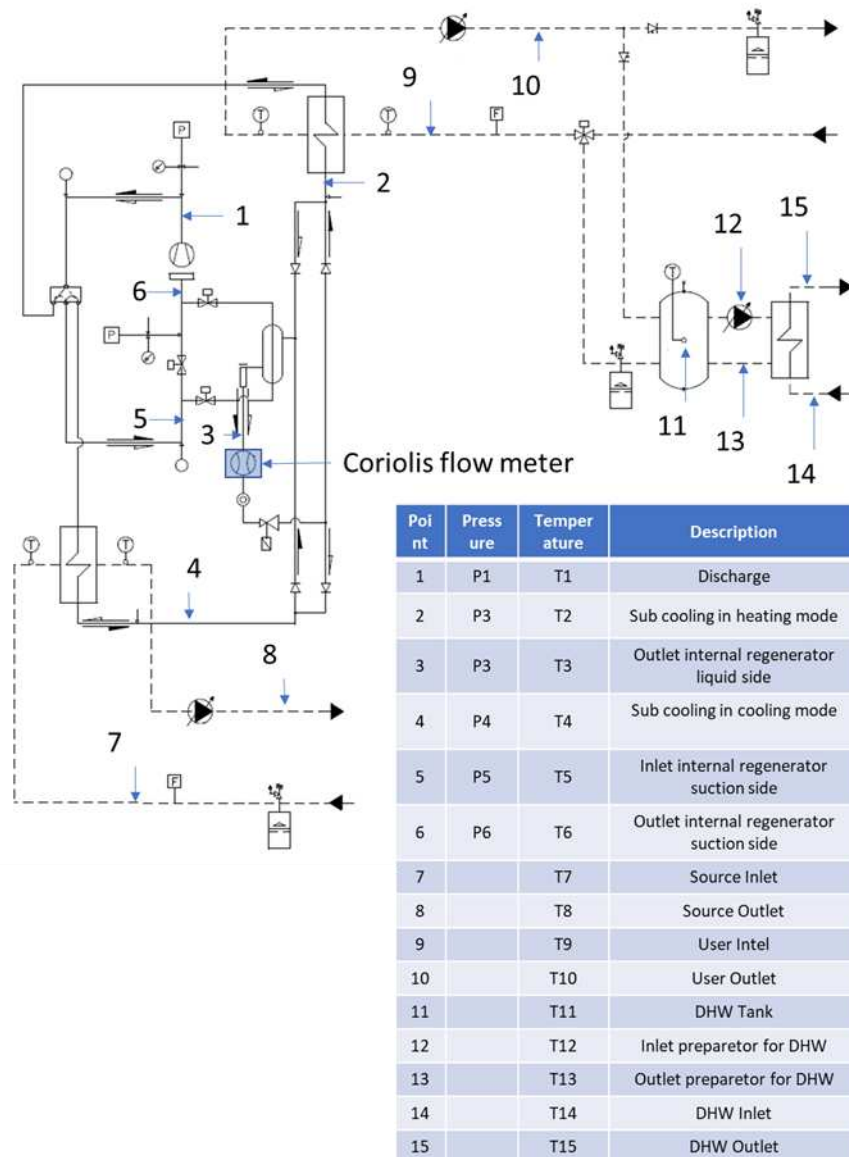 9
10
T
T
F
P
2
1
12
15
6
T
P
5
3
11
13
14
Coriolis flow meter
T
T
4
8
7
F
Poi
nt
Press
ure
Temper
ature
Description
1 P1 T1 Discharge
2 P3 T2 Sub cooling in heating mode
3 P3 T3 Outlet internal regenerator
liquid side
4 P4 T4 Sub cooling in cooling mode
5 P5 T5 Inlet internal regenerator
suction side
6 P6 T6 Outlet internal regenerator
suction side
7 T7 Source Inlet
8 T8 Source Outlet
9 T9 User Intel
10 T10 User Outlet
11 T11 DHW Tank
12 T12 Inlet preparetor for DHW
13 T13 Outlet preparetor for DHW
14 T14 DHW Inlet
15 T15 DHW Outlet